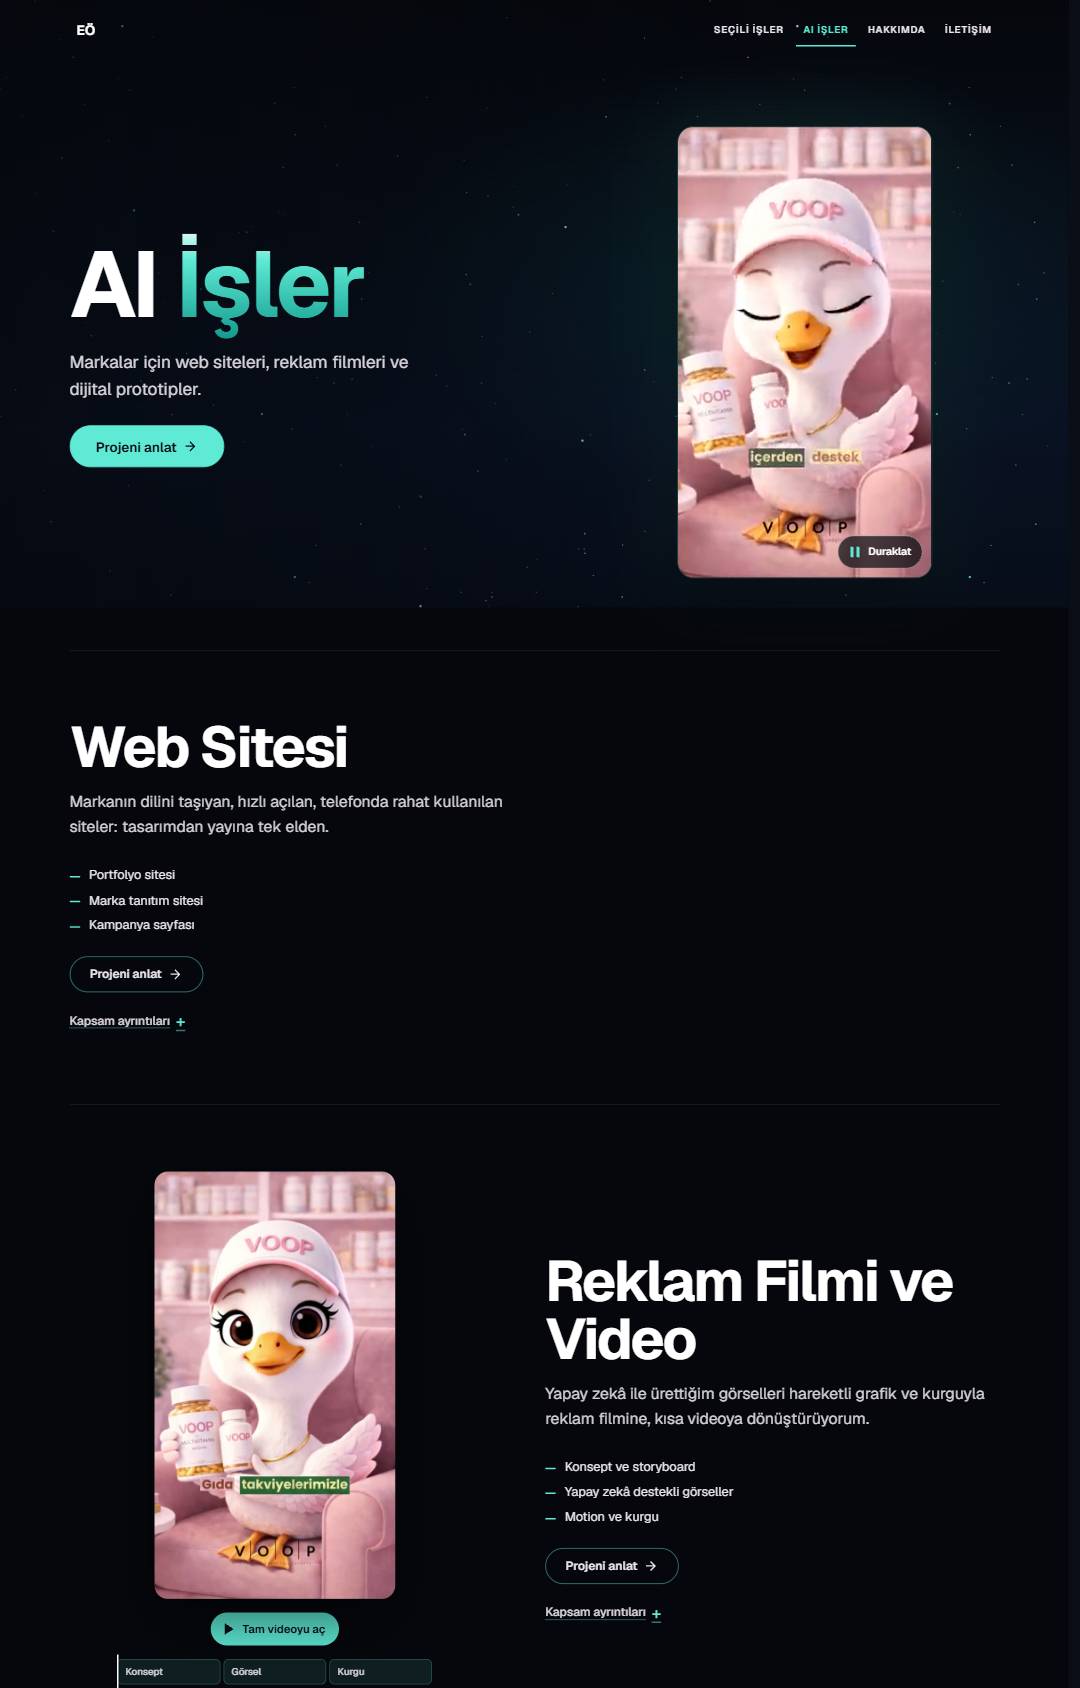 EÖ
SEÇİLİ İŞLER
AI İŞLER
HAKKIMDA
İLETİŞİM
VOOP
AI İşler
Markalar için web siteleri, reklam filmleri ve
dijital prototipler.
Projeni anlat →
VOOP
VOOP
içerden destek
VOOP
Duraklat
Web Sitesi
Markanın dilini taşıyan, hızlı açılan, telefonda rahat kullanılan
siteler: tasarımdan yayına tek elden.
— Portfolyo sitesi
— Marka tanıtım sitesi
— Kampanya sayfası
Projeni anlat →
Kapsam ayrıntıları +
VOOP
VOOP
MULTIVITAMIN
VOOP
Gıda takviyelerimizle
V|O|O|P
Tam videoyu aç
Konsept
Görsel
Kurgu
Reklam Filmi ve
Video
Yapay zekâ ile ürettiğim görselleri hareketli grafik ve kurguyla
reklam filmine, kısa videoya dönüştürüyorum.
— Konsept ve storyboard
— Yapay zekâ destekli görseller
— Motion ve kurgu
Projeni anlat →
Kapsam ayrıntıları +